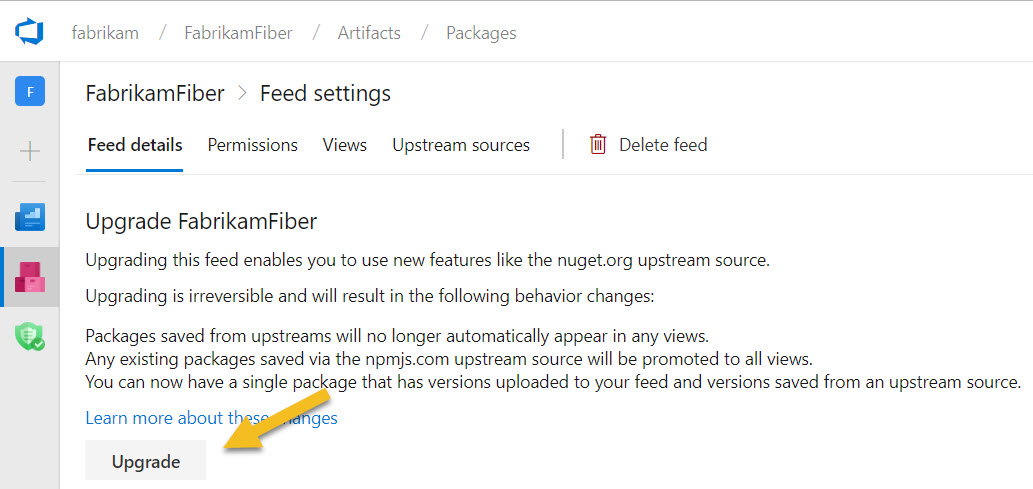 fabrikam / FabrikamFiber / Artifacts / Packages
F
FabrikamFiber > Feed settings
Feed details Permissions Views Upstream sources Delete feed
Upgrade FabrikamFiber
Upgrading this feed enables you to use new features like the nuget.org upstream source.
Upgrading is irreversible and will result in the following behavior changes:
Packages saved from upstreams will no longer automatically appear in any views.
Any existing packages saved via the npmjs.com upstream source will be promoted to all views.
You can now have a single package that has versions uploaded to your feed and versions saved from an upstream source.
Learn more about these changes
Upgrade